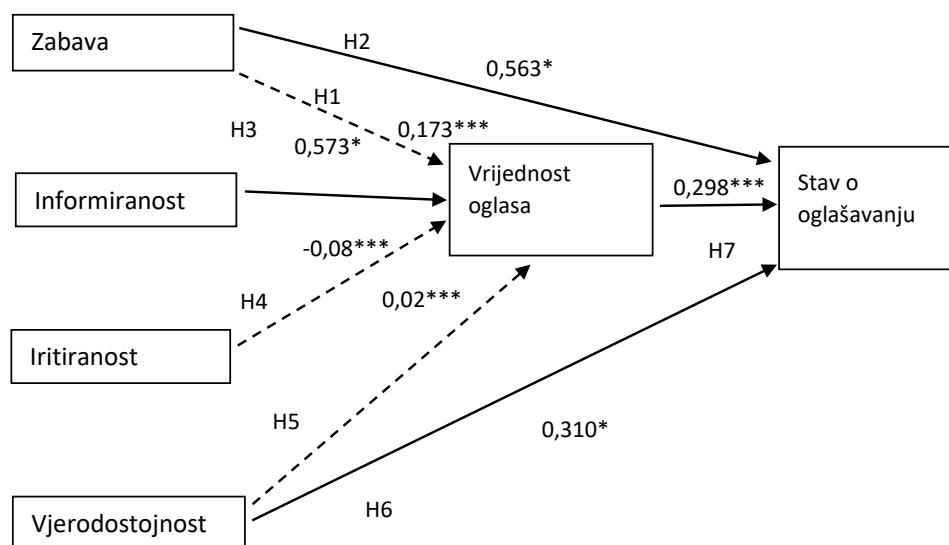 Zabava
H2
0,563*
H1
H3
0,573*
0,173***
Vrijednost
oglasa
0,298***
Stav o
oglašavanju
Informiranost
-0,08***
H7
H4
0,02***
Iritiranost
H5
0,310*
H6
Vjerodostojnost